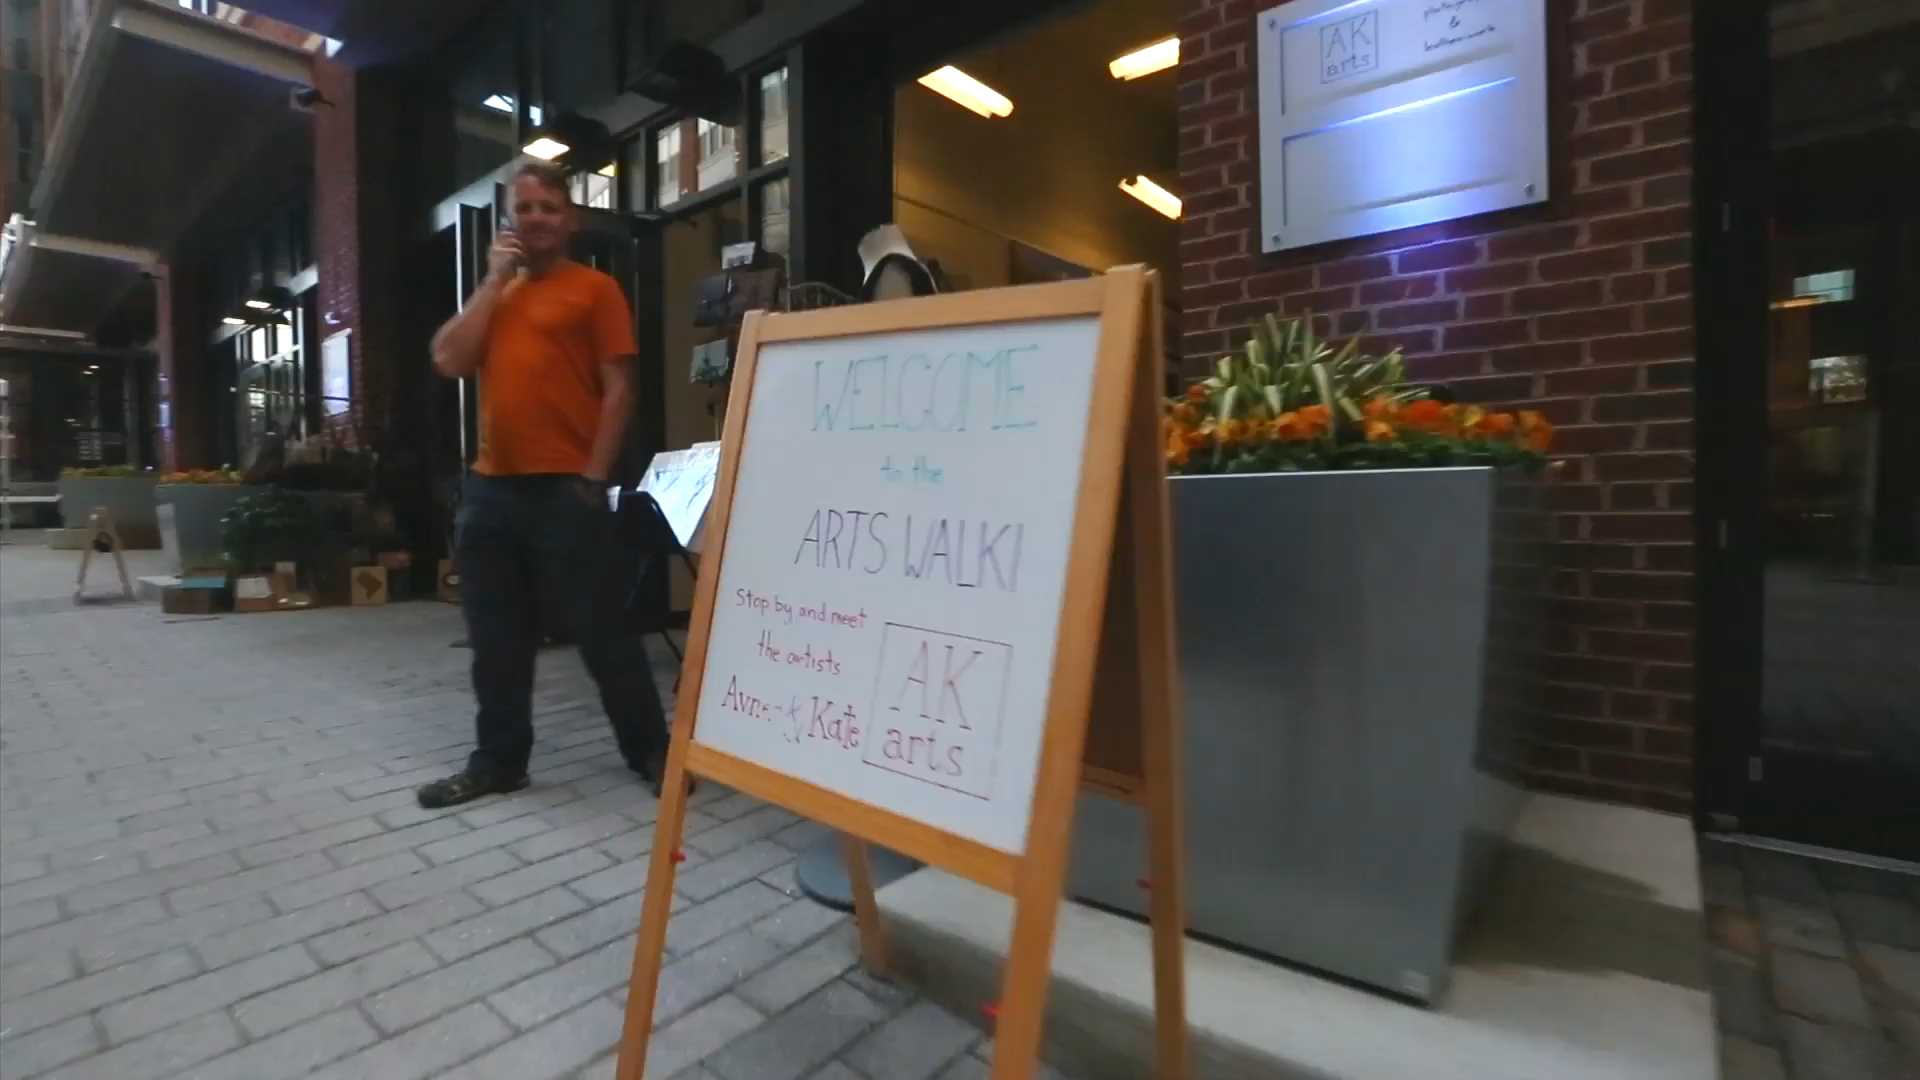 AK
arts
&
WELCOME
to the
ARTS WALK!
Stop by and meet
the artists
Kate
AK
arts